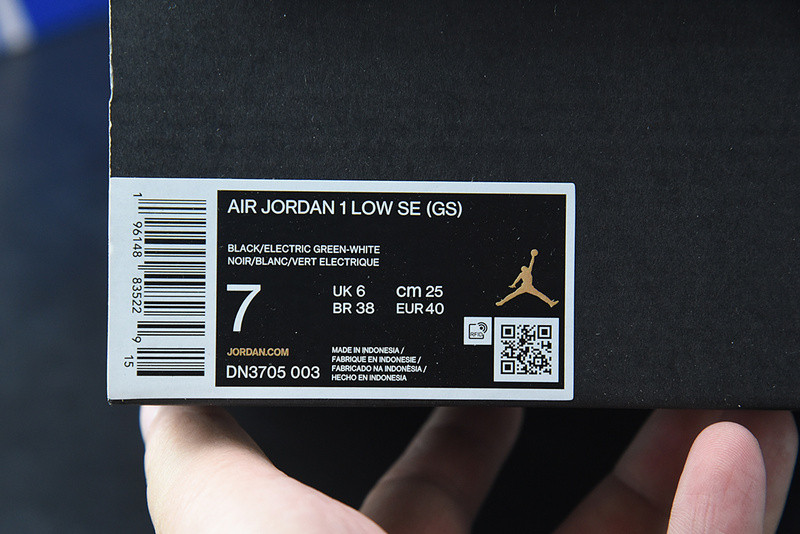 AIR JORDAN 1 LOW SE (GS)
BLACK/ELECTRIC GREEN-WHITE
NOIR/BLANC/VERT ELECTRIQUE
7
UK 6
cm 25
BR 38
EUR 40
RFID
JORDAN.COM
DN3705 003
MADE IN INDONESIA /
FABRIQUE EN INDONESIE /
FABRICADO NA INDONÉSIA /
HECHO EN INDONESIA
1 96148 83522 9 15